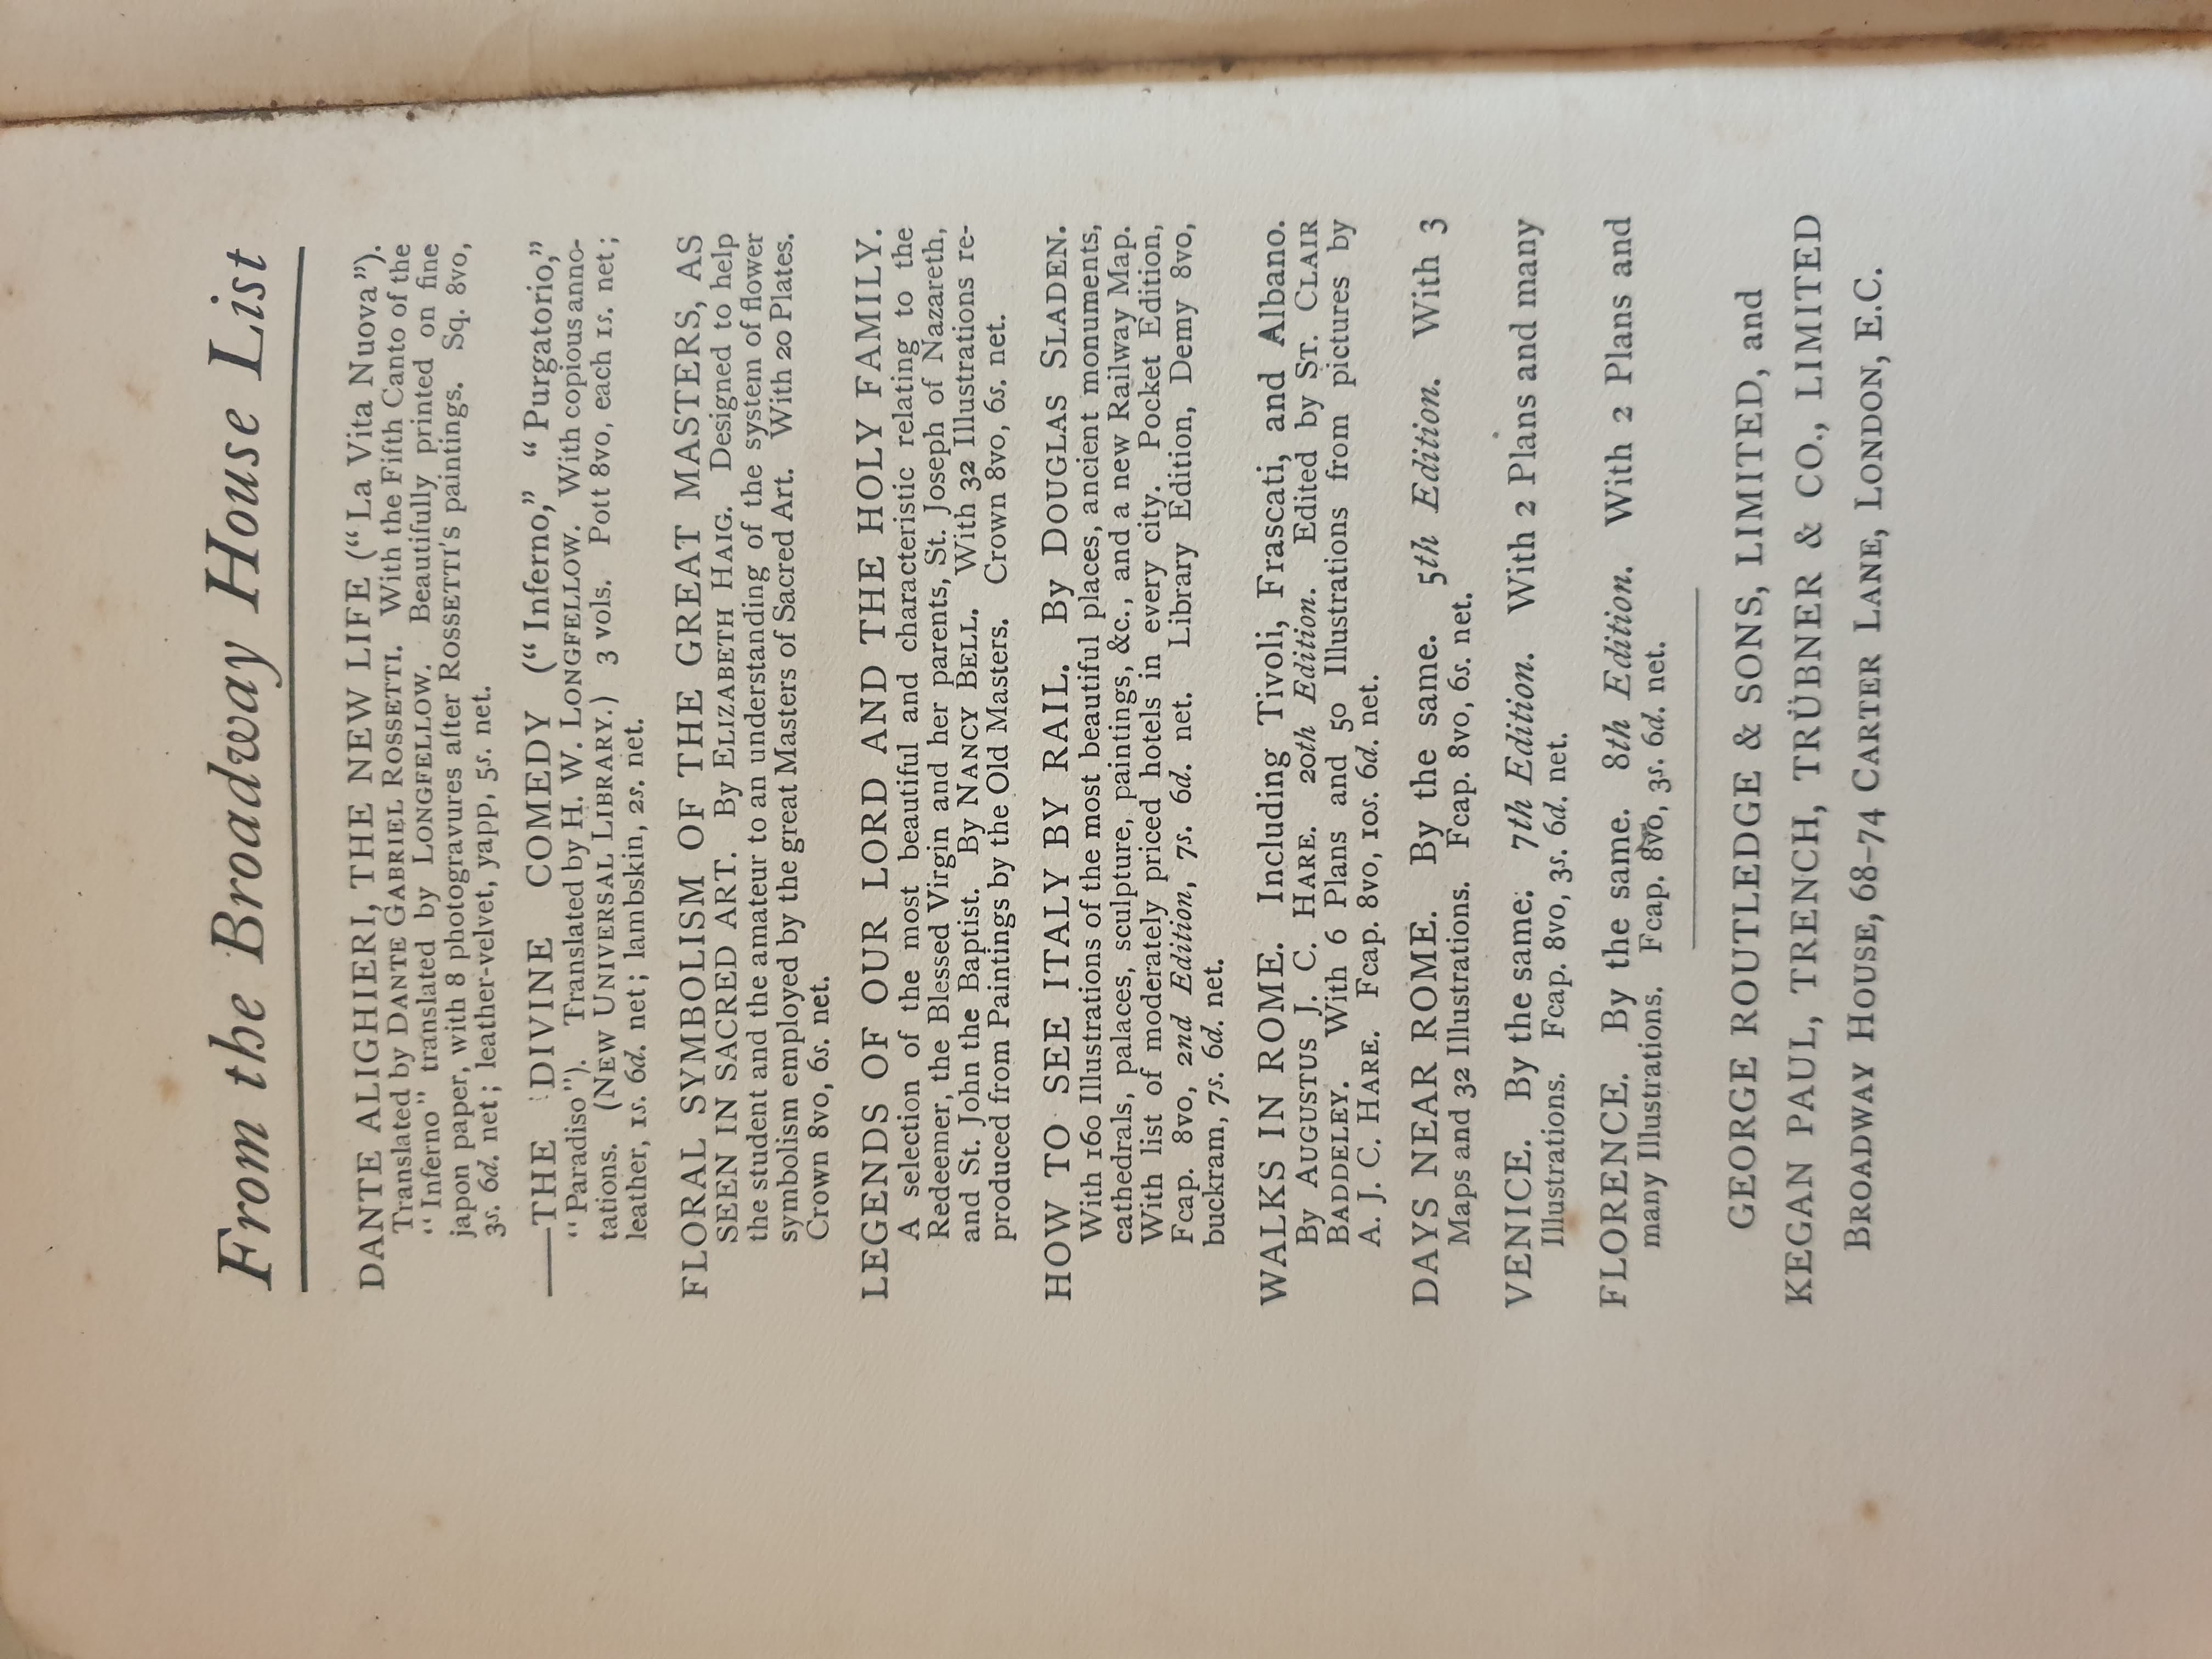 From the Broadway House List
DANTE ALIGHIERI, THE NEW LIFE (“La Vita Nuova”).
Translated by DANTE GABRIEL ROSSETTI. With the Fifth Canto of the
“Inferno” translated by LONGFELLOW. Beautifully printed on fine
japon paper, with 8 photogravures after ROSSETTI'S paintings. Sq. 8vo,
3s. 6d. net; leather-velvet, yapp, 5s. net.
——THE DIVINE COMEDY (“Inferno,” “Purgatorio,”
“Paradiso”). Translated by H. W. LONGFELLOW. With copious anno-
tations. (NEW UNIVERSAL LIBRARY.) 3 vols. Pott 8vo, each 1s. net;
leather, 1s. 6d. net; lambskin, 2s. net.
FLORAL SYMBOLISM OF THE GREAT MASTERS, AS
SEEN IN SACRED ART. By ELIZABETH HAIG. Designed to help
the student and the amateur to an understanding of the system of flower
symbolism employed by the great Masters of Sacred Art. With 20 Plates.
Crown 8vo, 6s. net.
LEGENDS OF OUR LORD AND THE HOLY FAMILY.
A selection of the most beautiful and characteristic relating to the
Redeemer, the Blessed Virgin and her parents, St. Joseph of Nazareth,
and St. John the Baptist. By NANCY BELL. With 32 Illustrations re-
produced from Paintings by the Old Masters. Crown 8vo, 6s. net.
HOW TO SEE ITALY BY RAIL. By DOUGLAS SLADEN.
With 160 Illustrations of the most beautiful places, ancient monuments,
cathedrals, palaces, sculpture, paintings, &c., and a new Railway Map.
With list of moderately priced hotels in every city. Pocket Edition,
Fcap. 8vo, 2nd Edition, 7s. 6d. net. Library Edition, Demy 8vo,
buckram, 7s. 6d. net.
WALKS IN ROME. Including Tivoli, Frascati, and Albano.
By AUGUSTUS J. C. HARE. 20th Edition. Edited by ST. CLAIR
BADDELEY. With 6 Plans and 50 Illustrations from pictures by
A. J. C. HARE. Fcap. 8vo, 10s. 6d. net.
DAYS NEAR ROME. By the same. 5th Edition. With 3
Maps and 32 Illustrations. Fcap. 8vo, 6s. net.
VENICE. By the same. 7th Edition. With 2 Plans and many
Illustrations. Fcap. 8vo, 3s. 6d. net.
FLORENCE. By the same. 8th Edition. With 2 Plans and
many Illustrations. Fcap. 8vo, 3s. 6d. net.
GEORGE ROUTLEDGE & SONS, LIMITED, and
KEGAN PAUL, TRENCH, TRÜBNER & CO., LIMITED
BROADWAY HOUSE, 68-74 CARTER LANE, LONDON, E.C.